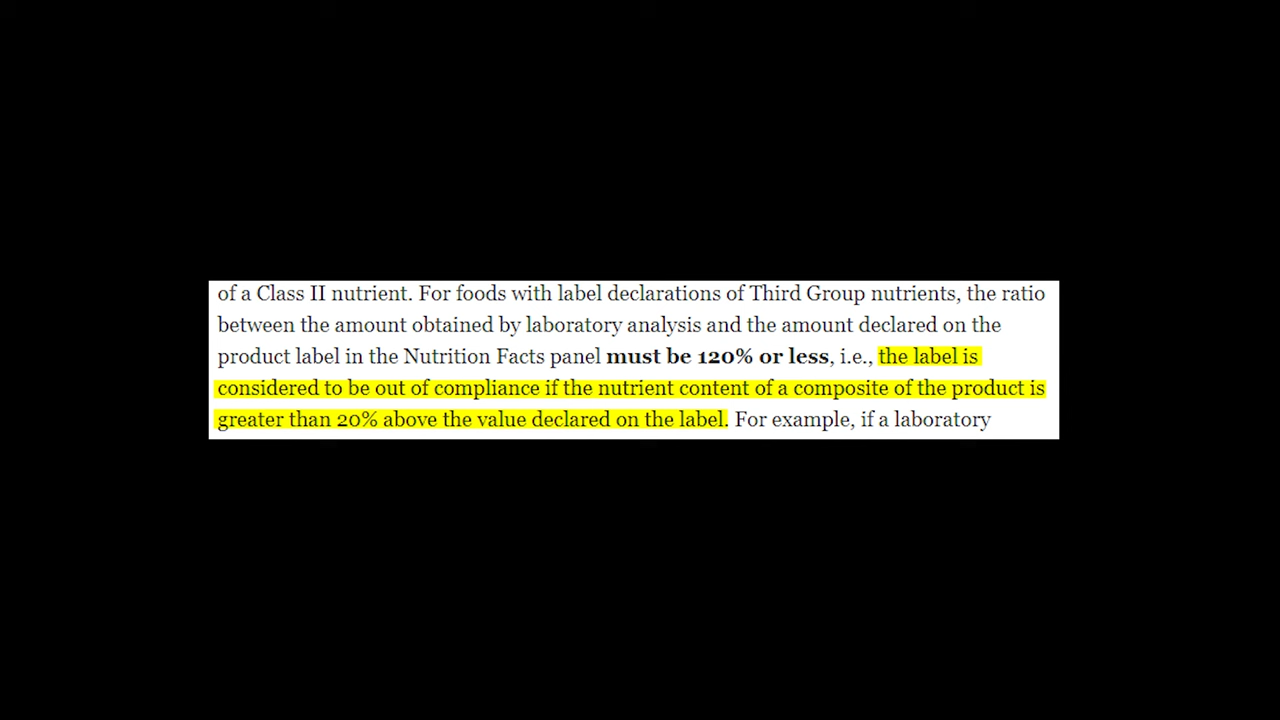 of a Class II nutrient. For foods with label declarations of Third Group nutrients, the ratio
between the amount obtained by laboratory analysis and the amount declared on the
product label in the Nutrition Facts panel must be 120% or less, i.e., the label is
considered to be out of compliance if the nutrient content of a composite of the product is
greater than 20% above the value declared on the label. For example, if a laboratory